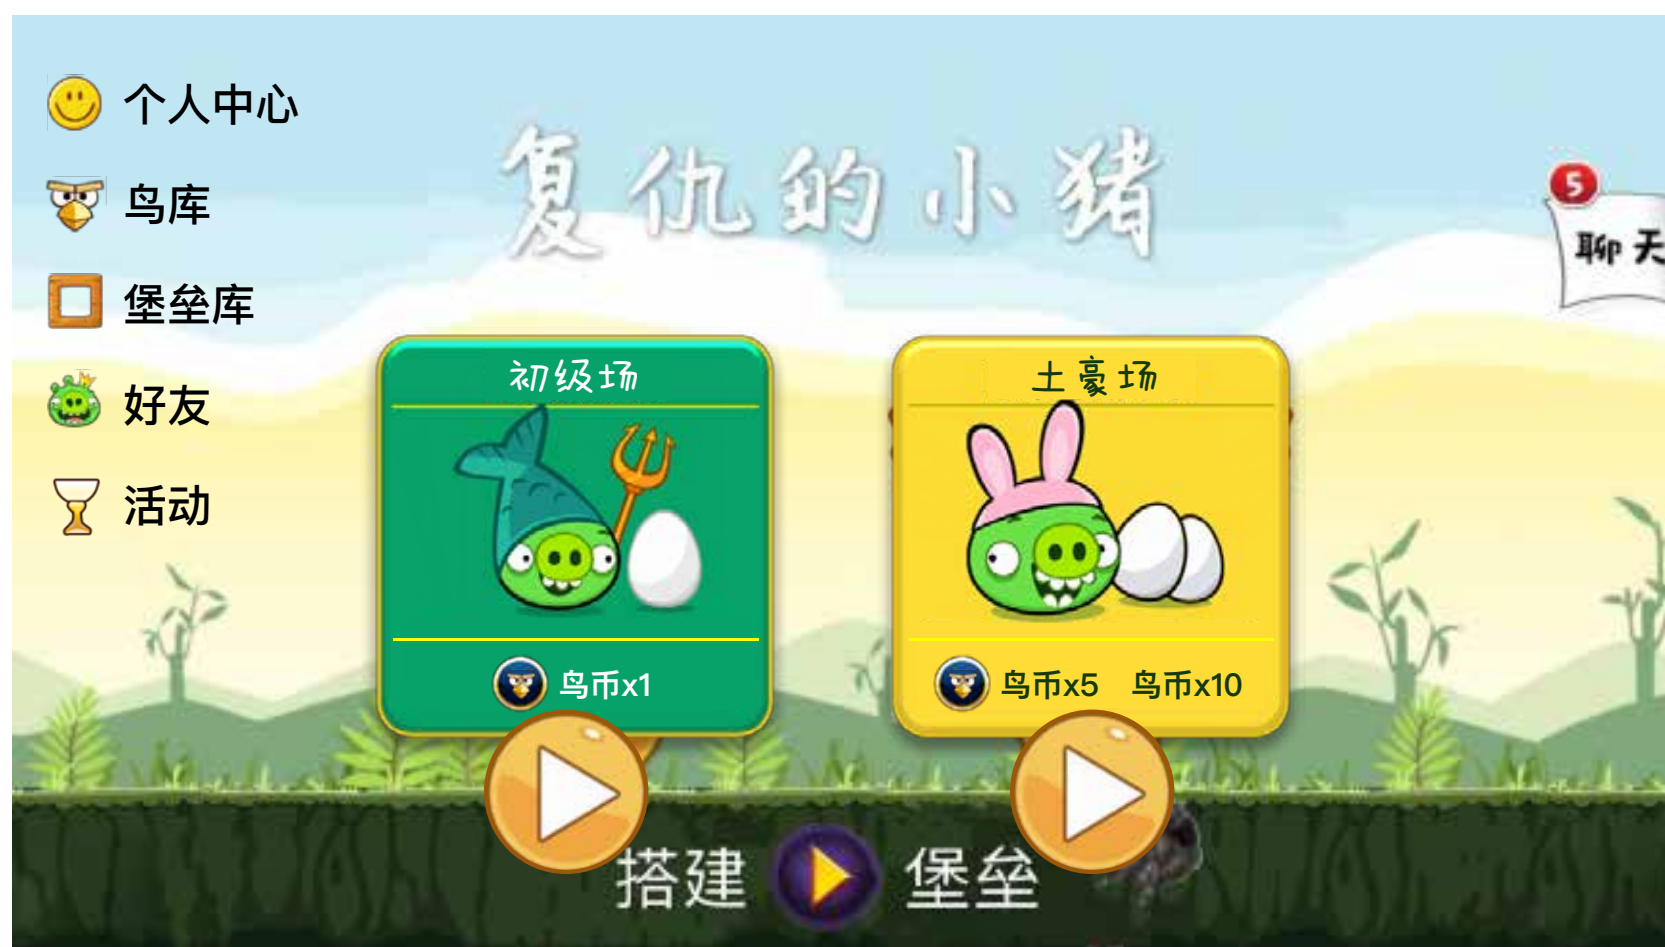 个人中心
鸟库
堡垒库
好友
活动
复仇的小猪
5
聊天
初级场
鸟币x1
土豪场
鸟币x5 鸟币x10
搭建 堡垒